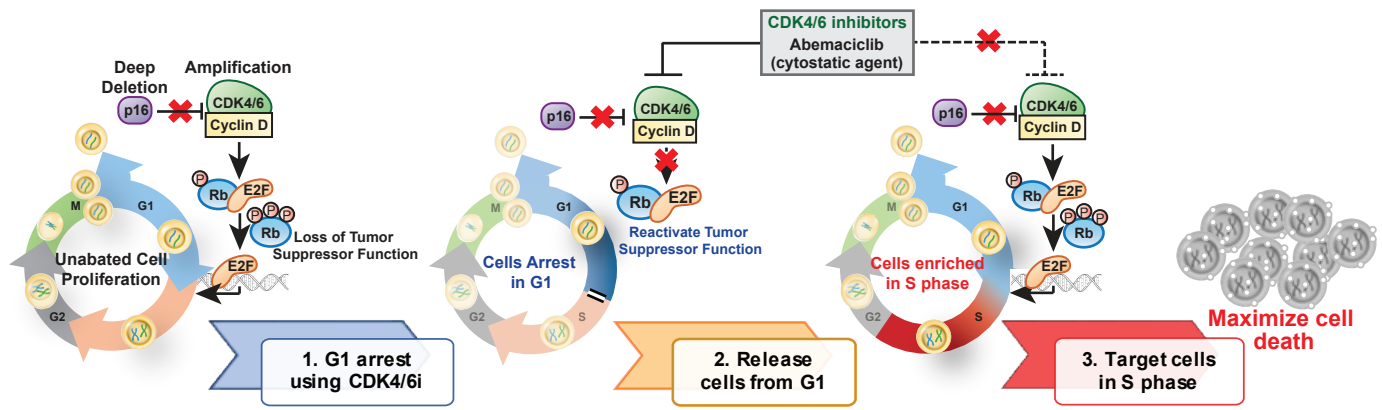 Deep
Deletion
Amplification
p16
CDK4/6
Cyclin D
P
Rb
E2F
P P P
Rb
Loss of Tumor
Suppressor Function
E2F
M
G1
G2
Unabated Cell
Proliferation
1. G1 arrest
using CDK4/6i
CDK4/6 inhibitors
Abemaciclib
(cytostatic agent)
p16
CDK4/6
Cyclin D
P
Rb
E2F
Reactivate Tumor
Suppressor Function
M
G1
S
G2
Cells Arrest
in G1
2. Release
cells from G1
p16
CDK4/6
Cyclin D
P
Rb
E2F
P P P
Rb
E2F
M
G1
S
G2
Cells enriched
in S phase
3. Target cells
in S phase
Maximize cell
death